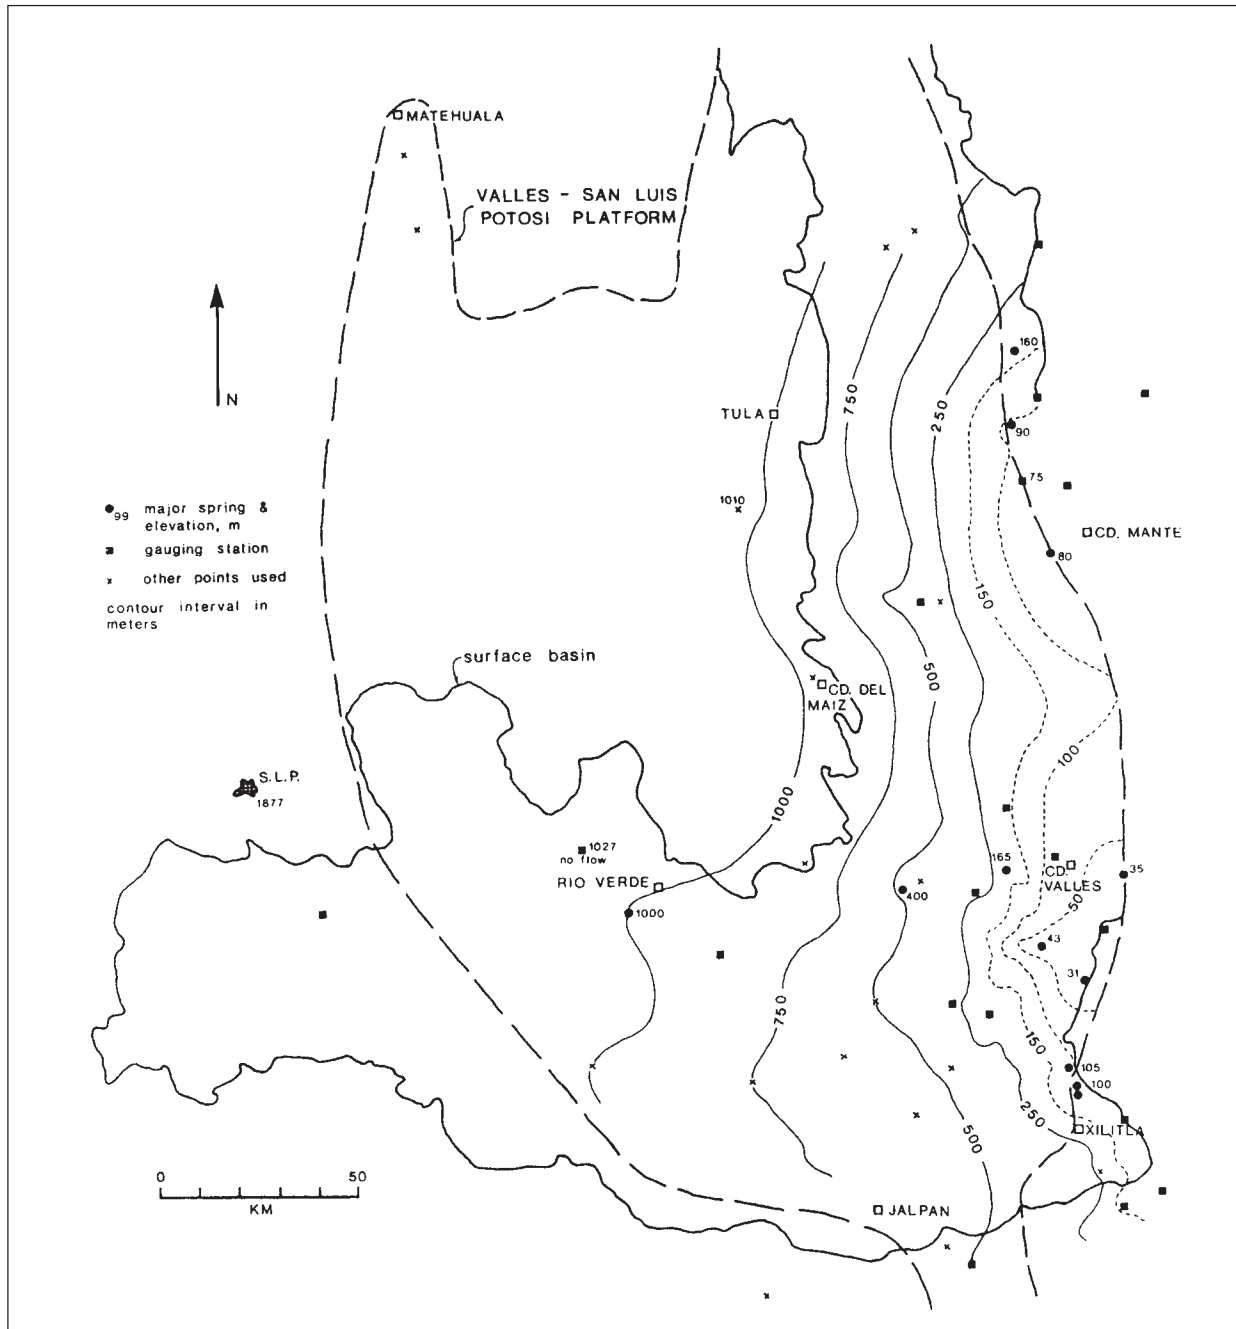 MATEHUALA
VALLES - SAN LUIS
POTOSI PLATFORM
N
160
750
250
TULA
90
75
1010
99 major spring &
elevation, m
gauging station
other points used
contour interval in
meters
CD. MANTE
80
150
surface basin
500
CD. DEL
MAIZ
100
S.L.P.
1877
1000
1027
no flow
RIO VERDE
165
CD.
VALLES
35
400
50
1000
43
31
750
150
105
100
250
XILITLA
500
0 50
KM
JALPAN